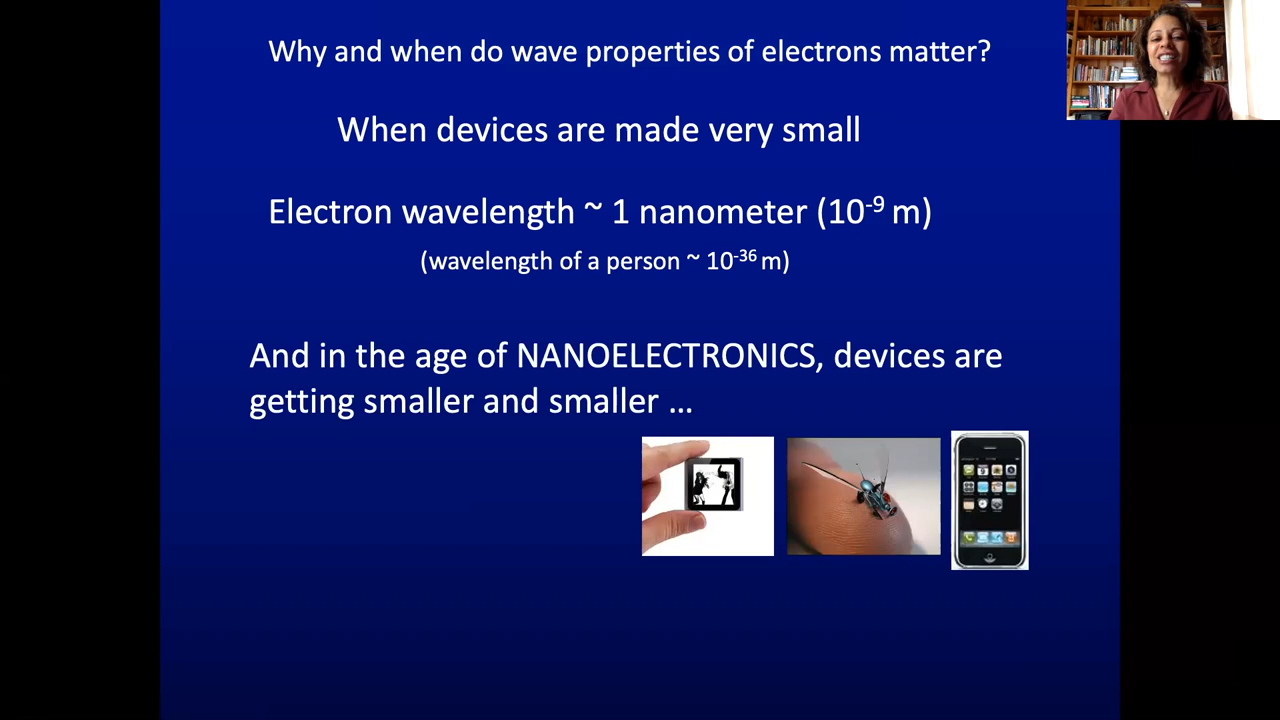 Why and when do wave properties of electrons matter?
When devices are made very small
Electron wavelength ~ 1 nanometer (10⁻⁹ m)
(wavelength of a person ~ 10⁻³⁶ m)
And in the age of NANOELECTRONICS, devices are
getting smaller and smaller …